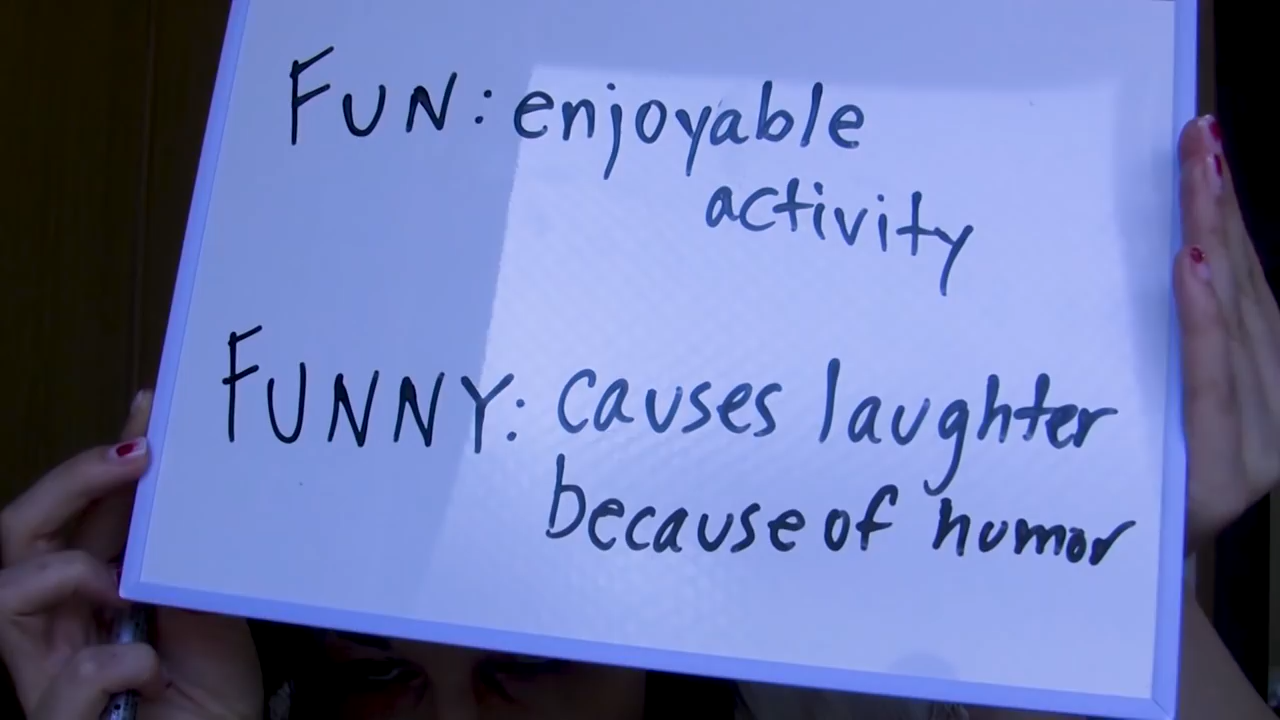 FUN: enjoyable
activity
FUNNY: causes laughter
because of humor